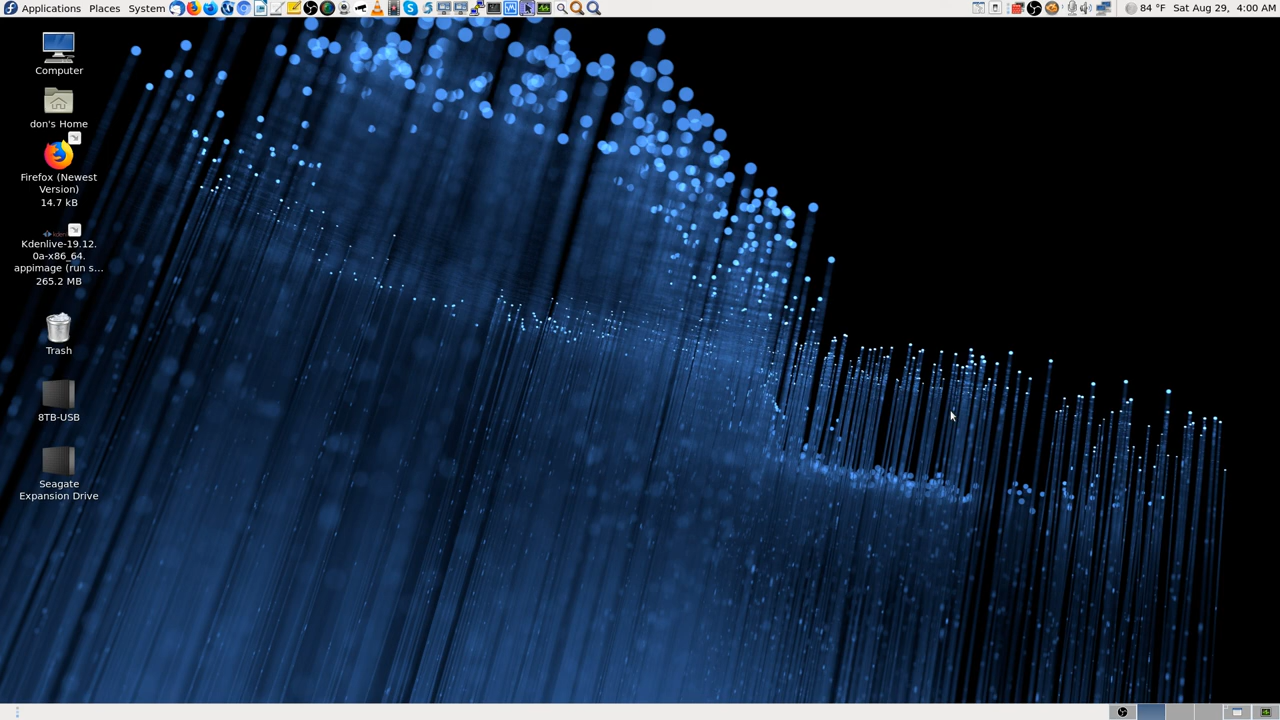 Applications Places System
84 °F Sat Aug 29, 4:00 AM
Computer
don's Home
Firefox (Newest
Version)
14.7 kB
Kdenlive-19.12.
0a-x86_64.
appimage (run s...
265.2 MB
Trash
8TB-USB
Seagate
Expansion Drive